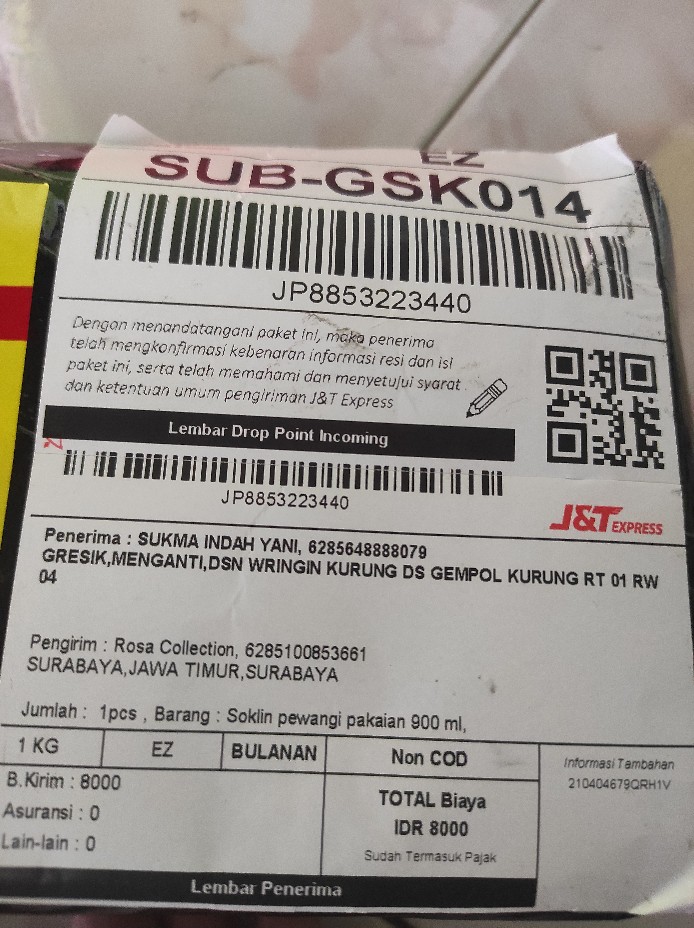 EZ
SUB-GSK014
JP8853223440
Dengan menandatangani paket ini, maka penerima
telah mengkonfirmasi kebenaran informasi resi dan isi
paket ini, serta telah memahami dan menyetujui syarat
dan ketentuan umum pengiriman J&T Express
Lembar Drop Point Incoming
JP8853223440
J&T EXPRESS
Penerima : SUKMA INDAH YANI, 6285648888079
GRESIK,MENGANTI,DSN WRINGIN KURUNG DS GEMPOL KURUNG RT 01 RW
04
Pengirim : Rosa Collection, 6285100853661
SURABAYA,JAWA TIMUR,SURABAYA
Jumlah : 1pcs , Barang : Soklin pewangi pakaian 900 ml,
1 KG EZ BULANAN Non COD
B.Kirim : 8000
Asuransi : 0
Lain-lain : 0
TOTAL Biaya
IDR 8000
Sudah Termasuk Pajak
Informasi Tambahan
210404679QRH1V
Lembar Penerima